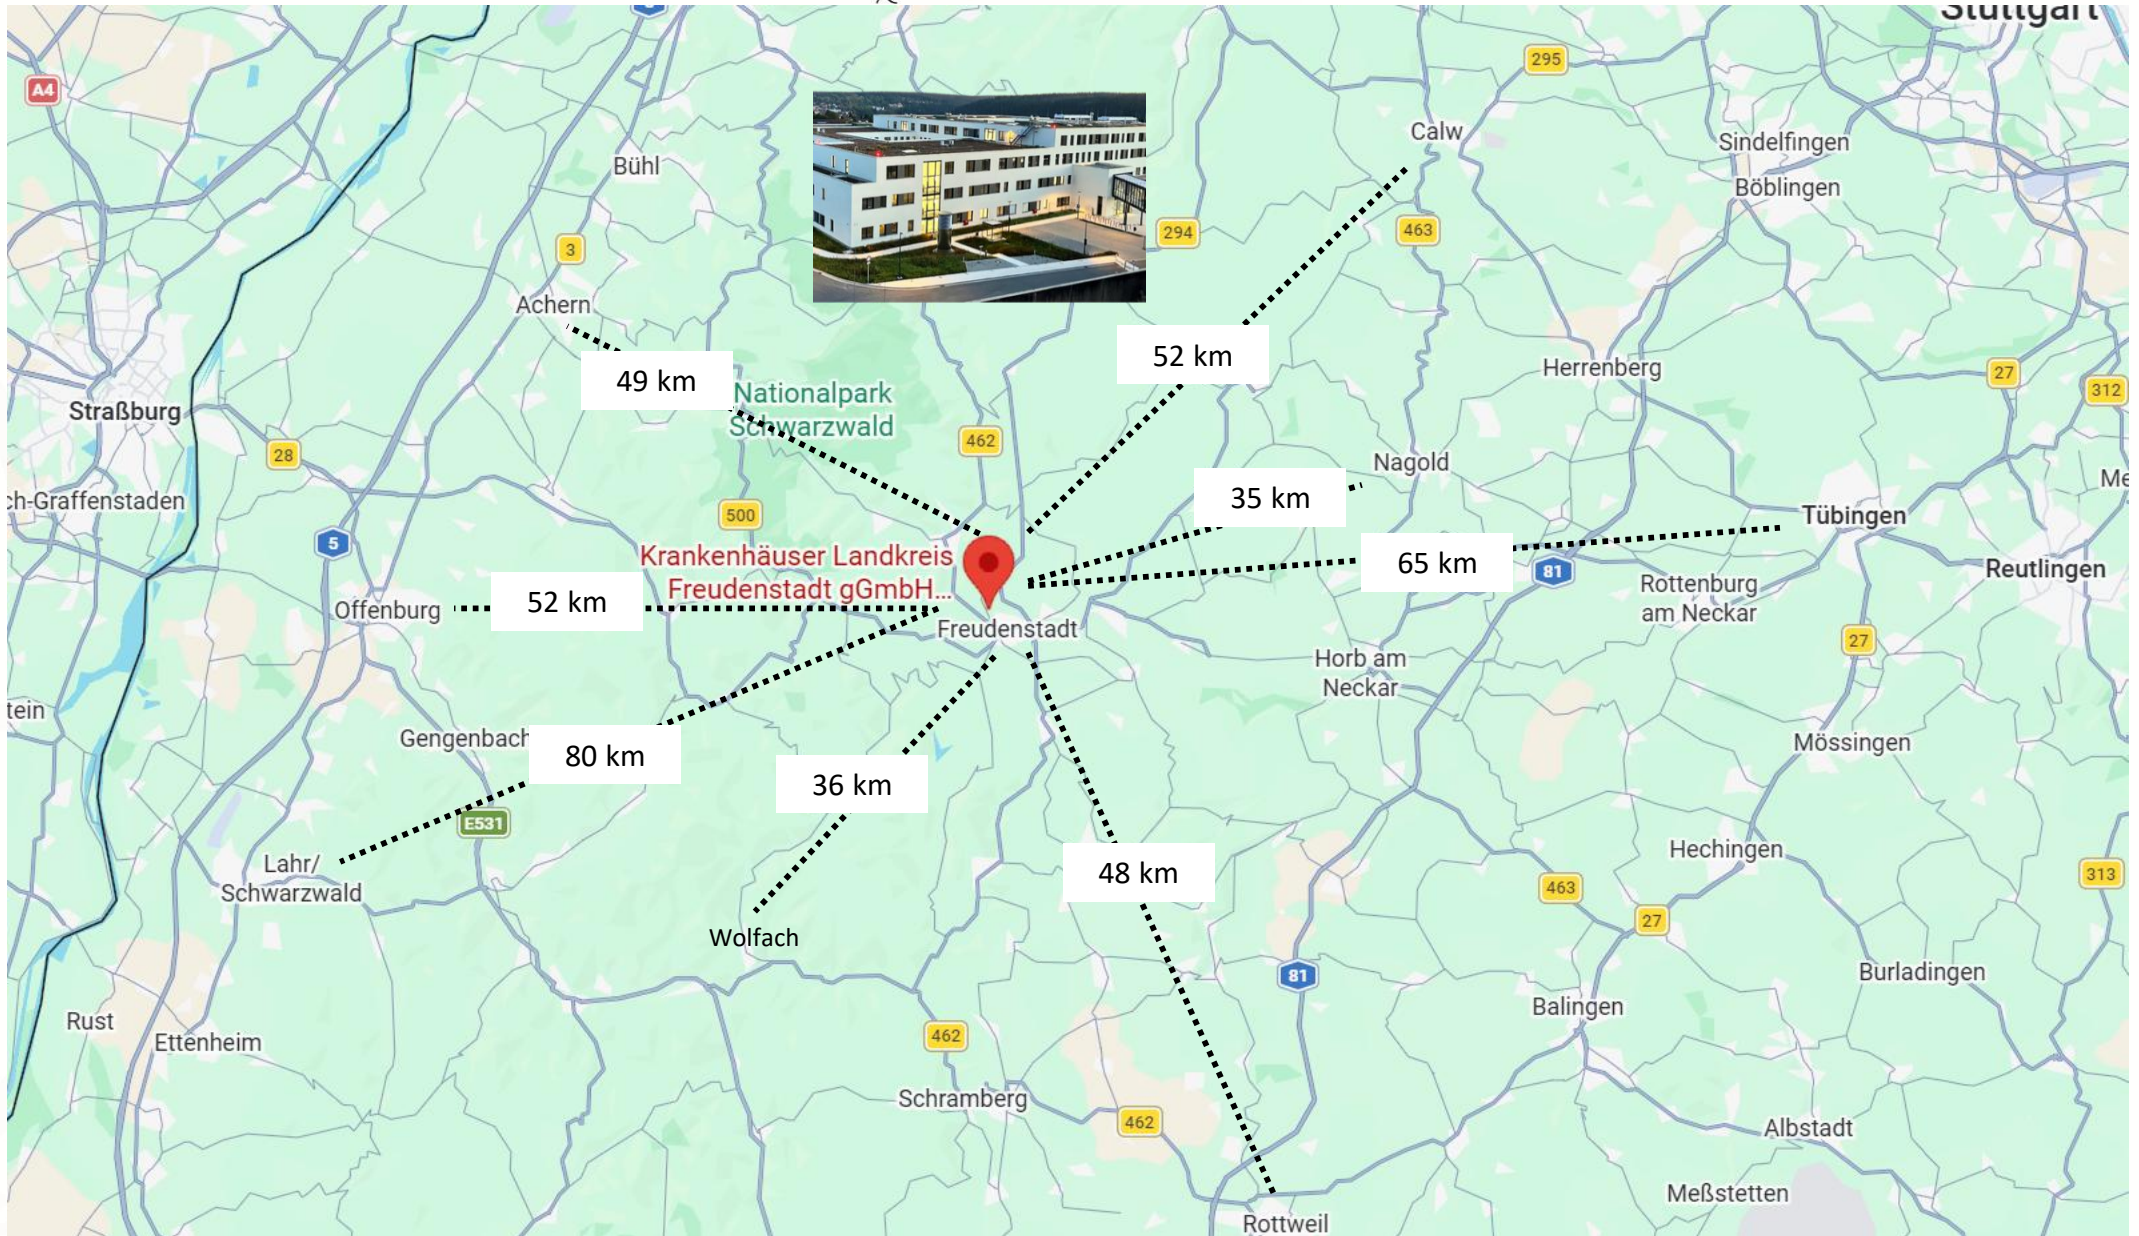 Stuttgart
A4
295
Calw
Sindelfingen
Böblingen
Bühl
294
463
3
Achern
52 km
49 km
Herrenberg
27
312
Nationalpark
Schwarzwald
Straßburg
28
462
Nagold
35 km
ch-Graffenstaden
500
Me
Tübingen
5
Krankenhäuser Landkreis
Freudenstadt gGmbH...
65 km
81
Reutlingen
Rottenburg
am Neckar
Offenburg
52 km
Freudenstadt
27
Horb am
Neckar
tein
Gengenbach
80 km
36 km
Mössingen
E531
48 km
Hechingen
Lahr/
Schwarzwald
463
313
27
Wolfach
81
Burladingen
Balingen
Rust
Ettenheim
462
Schramberg
462
Albstadt
Meßstetten
Rottweil